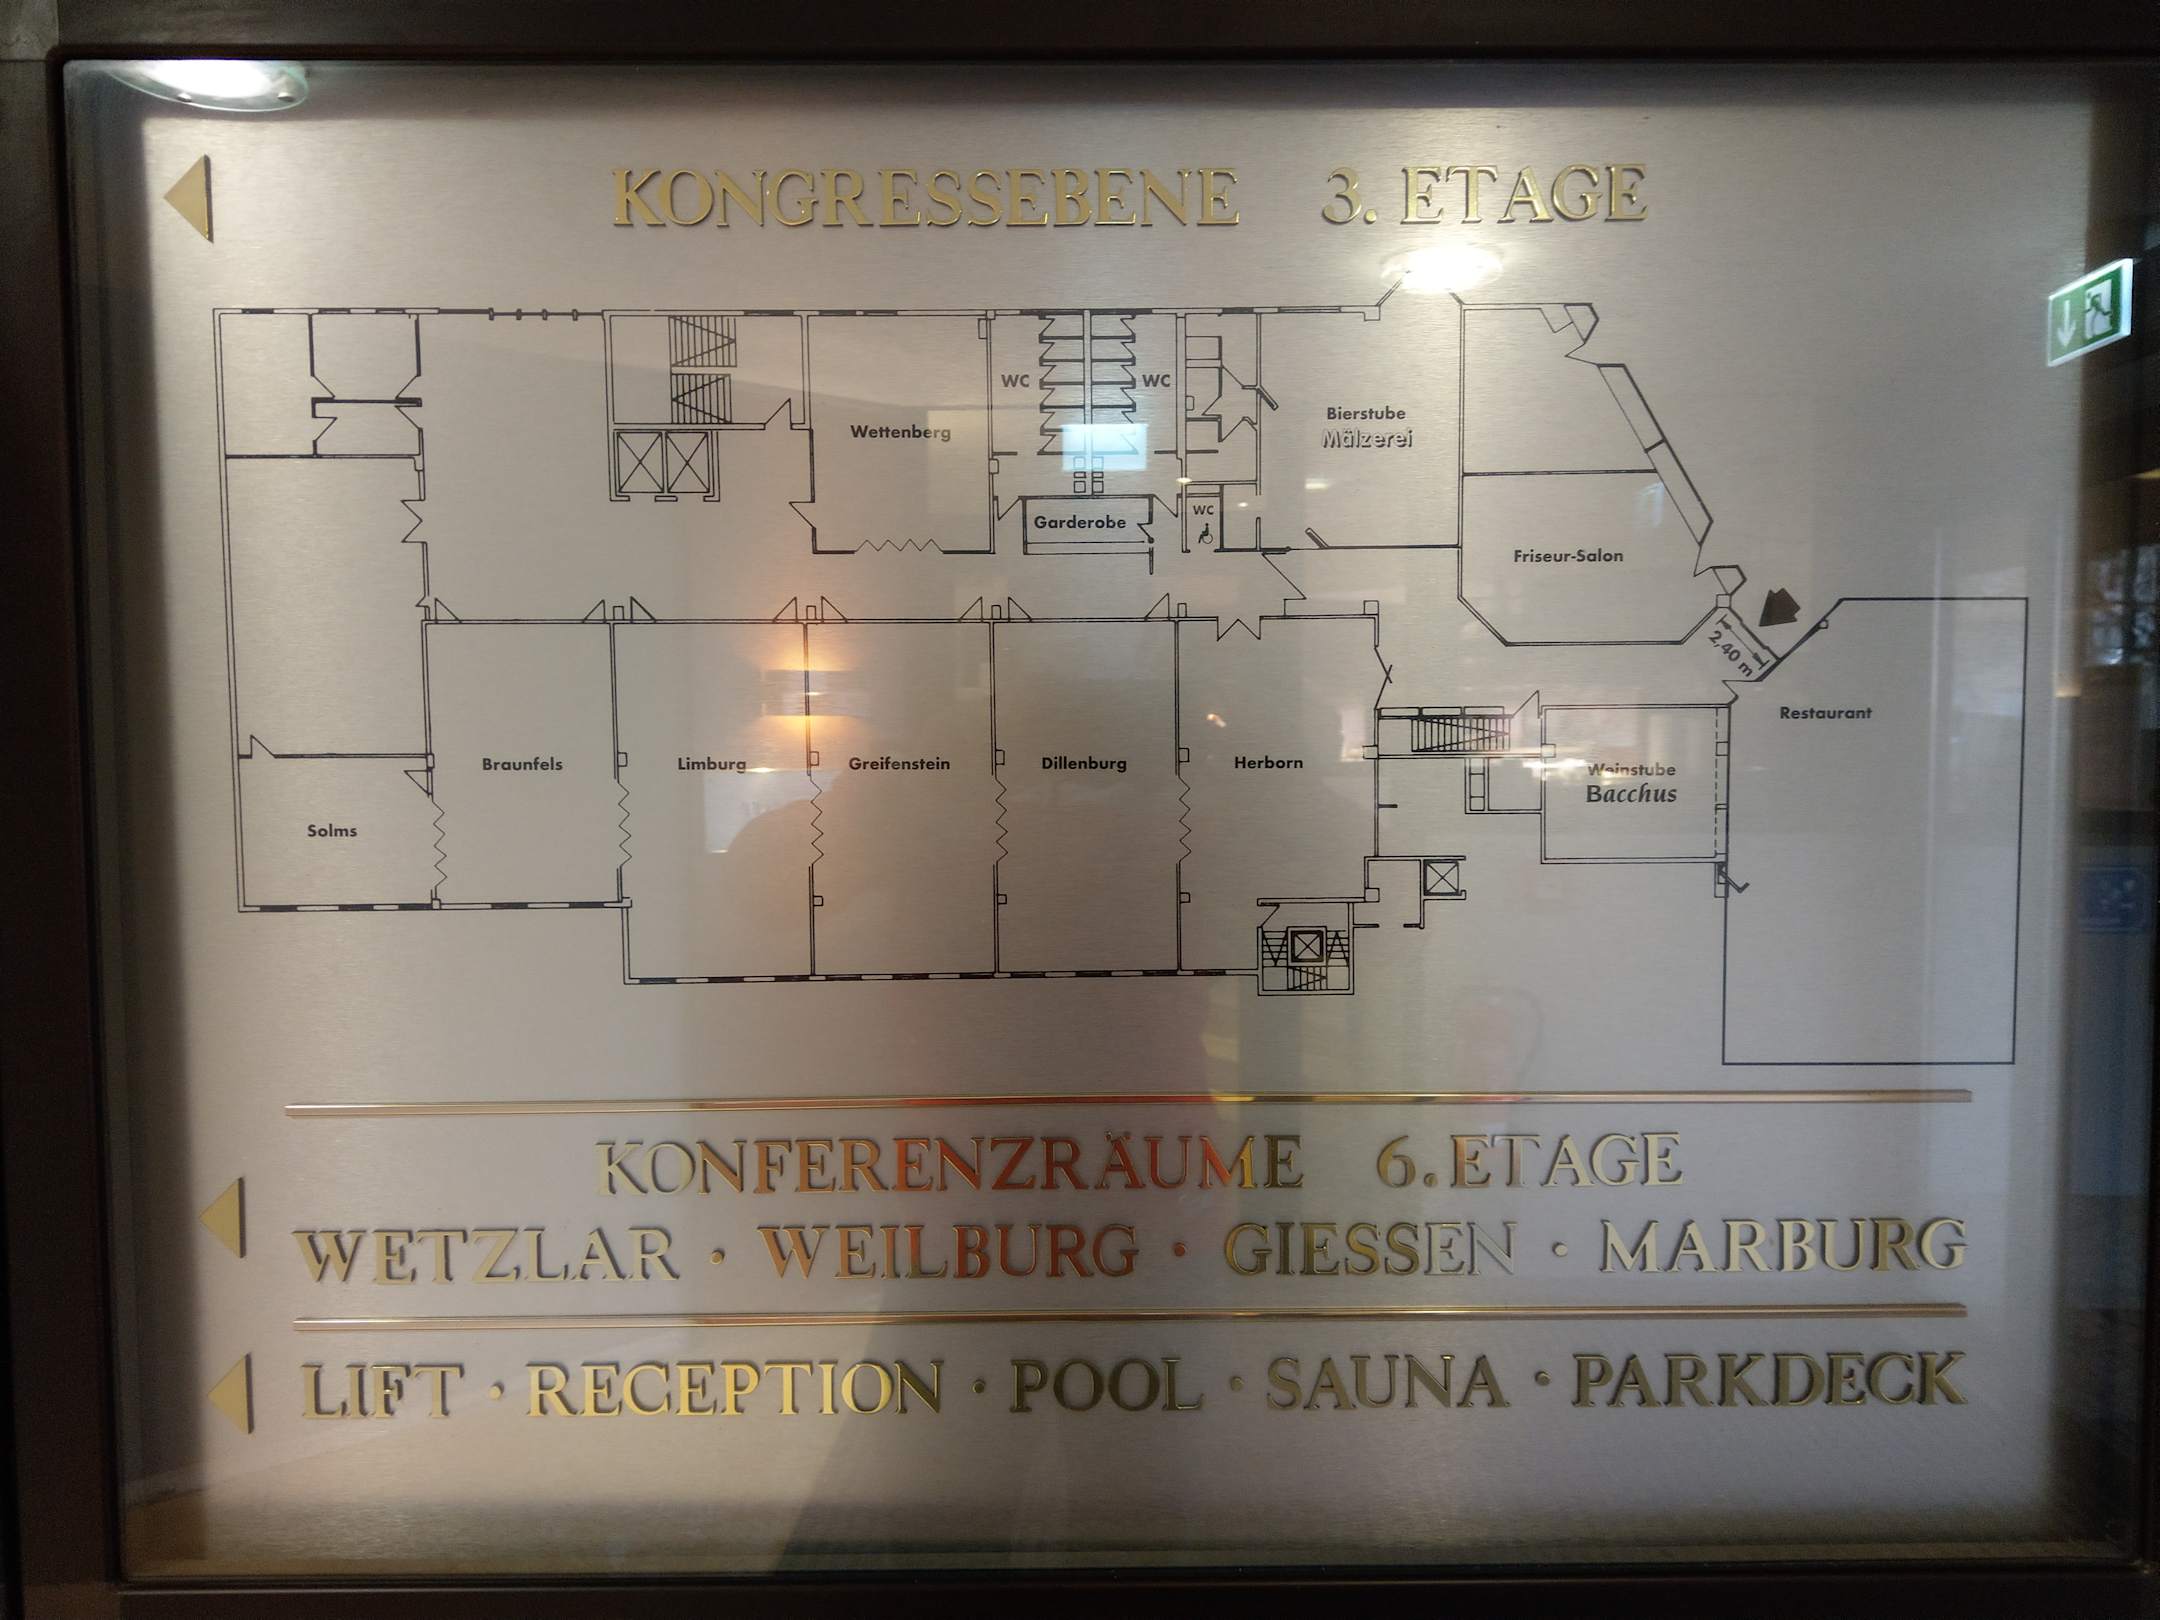 KONGRESSEBENE 3. ETAGE
WC
WC
Wettenberg
Bierstube
Mälzerei
WC
Garderobe
Friseur-Salon
2,40 m
Restaurant
Braunfels
Limburg
Greifenstein
Dillenburg
Herborn
Weinstube
Bacchus
Solms
KONFERENZRÄUME 6. ETAGE
WETZLAR · WEILBURG · GIESSEN · MARBURG
LIFT · RECEPTION · POOL · SAUNA · PARKDECK